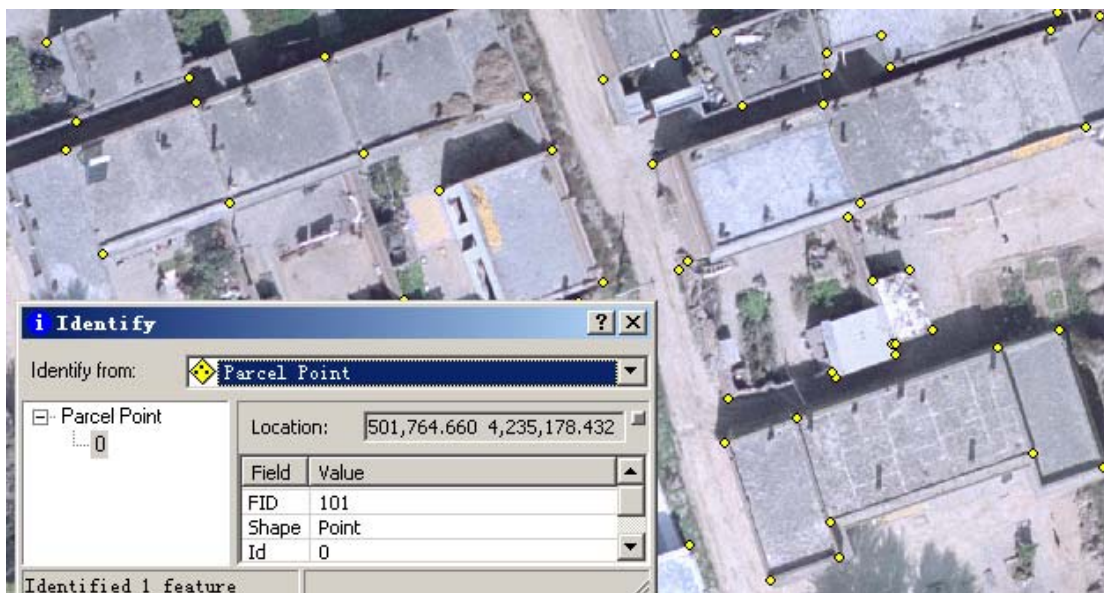 Identify
Identify from: Parcel Point
Parcel Point
0
Location: 501,764.660 4,235,178.432
Field Value
FID 101
Shape Point
Id 0
Identified 1 feature